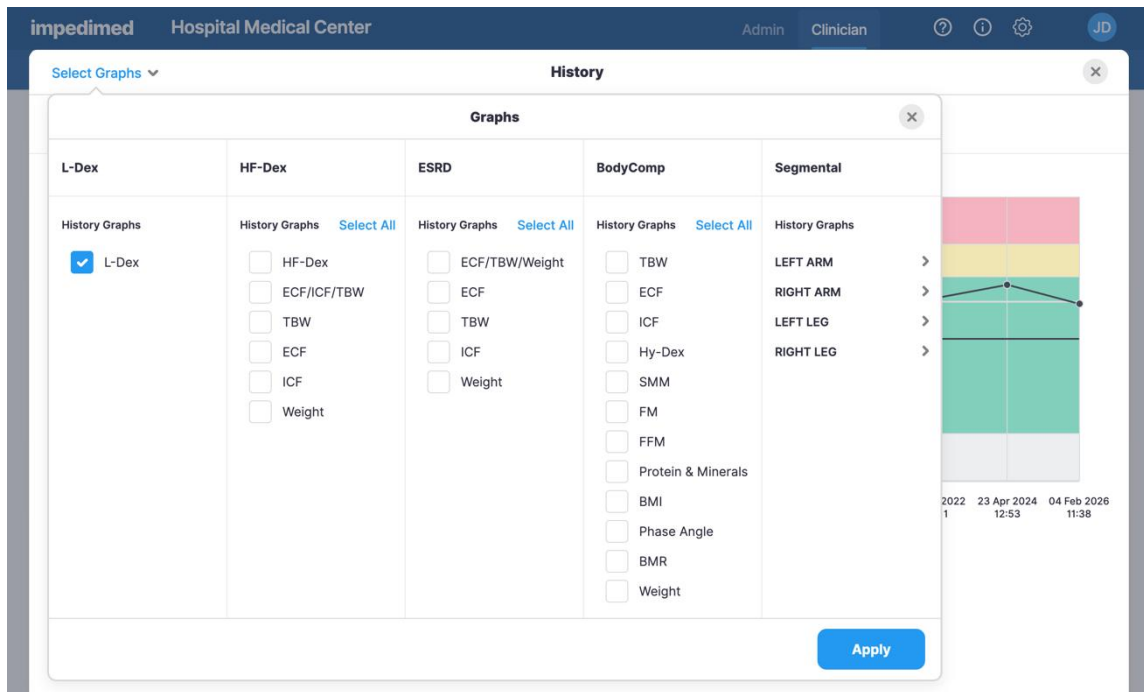 impedimed Hospital Medical Center Admin Clinician JD
Select Graphs History
Graphs
L-Dex HF-Dex ESRD BodyComp Segmental
History Graphs History Graphs Select All History Graphs Select All History Graphs Select All History Graphs
L-Dex HF-Dex ECF/TBW/Weight TBW LEFT ARM
ECF/ICF/TBW ECF ECF RIGHT ARM
TBW TBW ICF LEFT LEG
ECF ICF Hy-Dex RIGHT LEG
ICF Weight SMM
Weight FM
FFM
Protein & Minerals
BMI
2022 23 Apr 2024 04 Feb 2026
1 12:53 11:38
Phase Angle
BMR
Weight
Apply